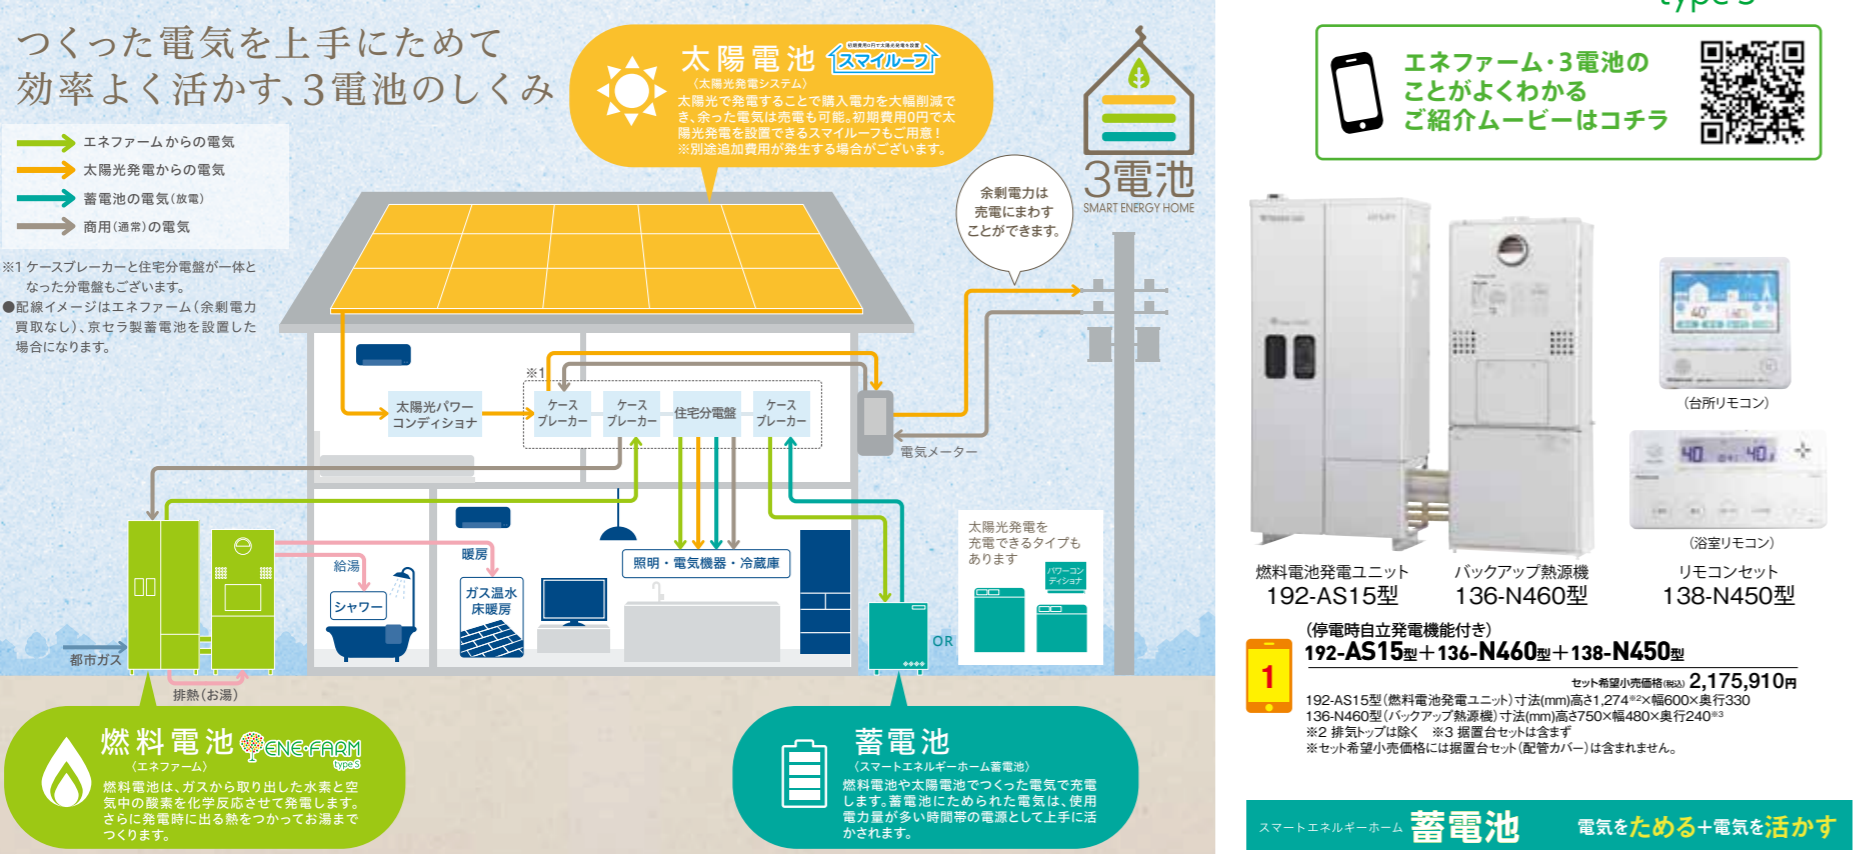 つくった電気を上手にためて
効率よく活かす、3電池のしくみ
エネファームからの電気
太陽光発電からの電気
蓄電池の電気(放電)
商用(通常)の電気
※1 ケースブレーカーと住宅分電盤が一体と
なった分電盤もございます。
●配線イメージはエネファーム(余剰電力
買取なし)、京セラ製蓄電池を設置した
場合になります。
太陽電池
初期費用0円で太陽光発電を設置
スマイルーフ
(太陽光発電システム)
太陽光で発電することで購入電力を大幅削減で
き、余った電気は売電も可能。初期費用0円で太
陽光発電を設置できるスマイルーフもご用意!
※別途追加費用が発生する場合がございます。
3電池
SMART ENERGY HOME
余剰電力は
売電にまわす
ことができます。
※1
太陽光パワー
コンディショナ
ケース
ブレーカー
ケース
ブレーカー
住宅分電盤
ケース
ブレーカー
電気メーター
給湯
暖房
シャワー
ガス温水
床暖房
照明・電気機器・冷蔵庫
都市ガス
排熱(お湯)
OR
太陽光発電を
充電できるタイプも
あります
パワーコン
ディショナ
燃料電池
ENE・FARM
type S
(エネファーム)
燃料電池は、ガスから取り出した水素と空
気中の酸素を化学反応させて発電します。
さらに発電時に出る熱をつかってお湯まで
つくります。
蓄電池
(スマートエネルギーホーム蓄電池)
燃料電池や太陽電池でつくった電気で充電
します。蓄電池にためられた電気は、使用
電力量が多い時間帯の電源として上手に活
かされます。
type S
エネファーム・3電池の
ことがよくわかる
ご紹介ムービーはコチラ
(台所リモコン)
(浴室リモコン)
燃料電池発電ユニット
192-AS15型
バックアップ熱源機
136-N460型
リモコンセット
138-N450型
1
(停電時自立発電機能付き)
192-AS15型+136-N460型+138-N450型
セット希望小売価格(税込) 2,175,910円
192-AS15型(燃料電池発電ユニット)寸法(mm)高さ1,274※2×幅600×奥行330
136-N460型(バックアップ熱源機)寸法(mm)高さ750×幅480×奥行240※3
※2 排気トップは除く ※3 据置台セットは含まず
※セット希望小売価格には据置台セット(配管カバー)は含まれません。
スマートエネルギーホーム 蓄電池 電気をためる+電気を活かす